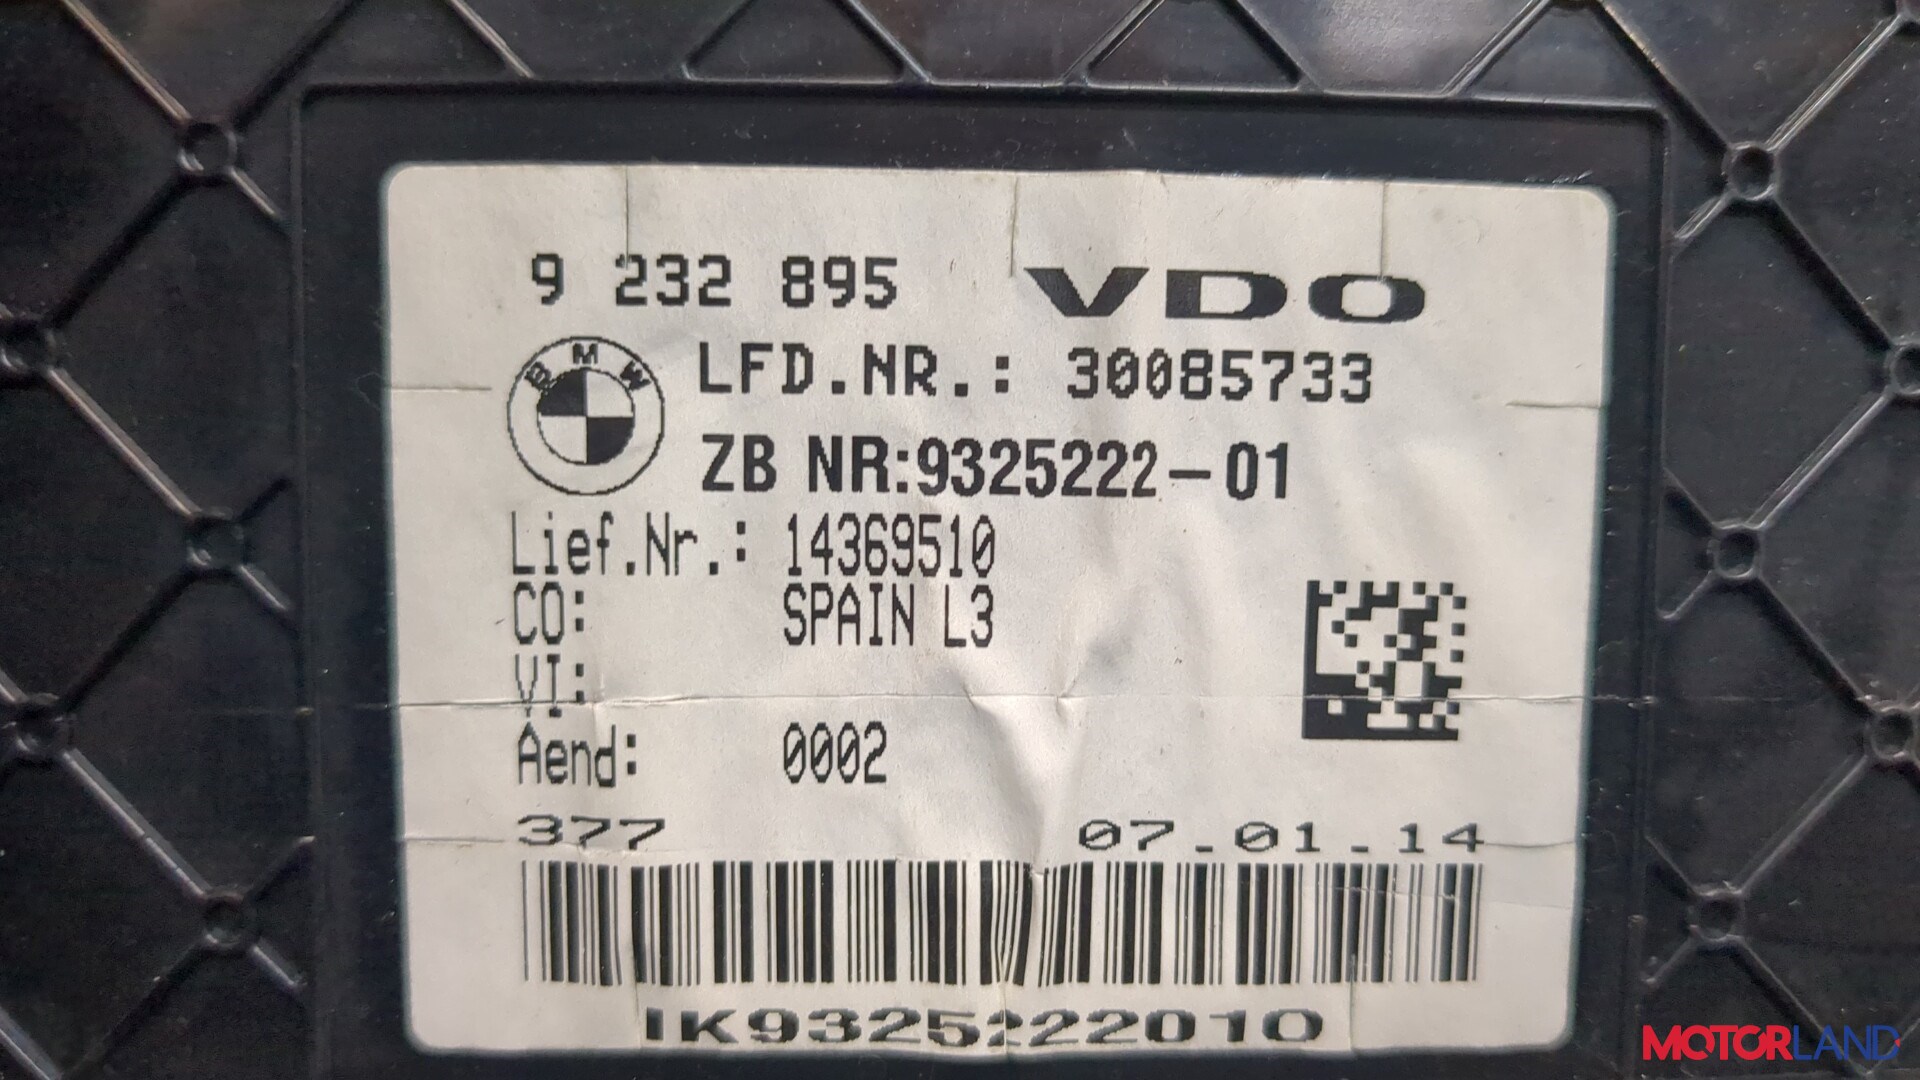 9 232 895 VDO
BMW
LFD.NR.: 30085733
ZB NR:9325222-01
Lief.Nr.: 14369510
CO: SPAIN L3
VI:
Aend: 0002
377 07.01.14
1K9325222010
MOTORLAND